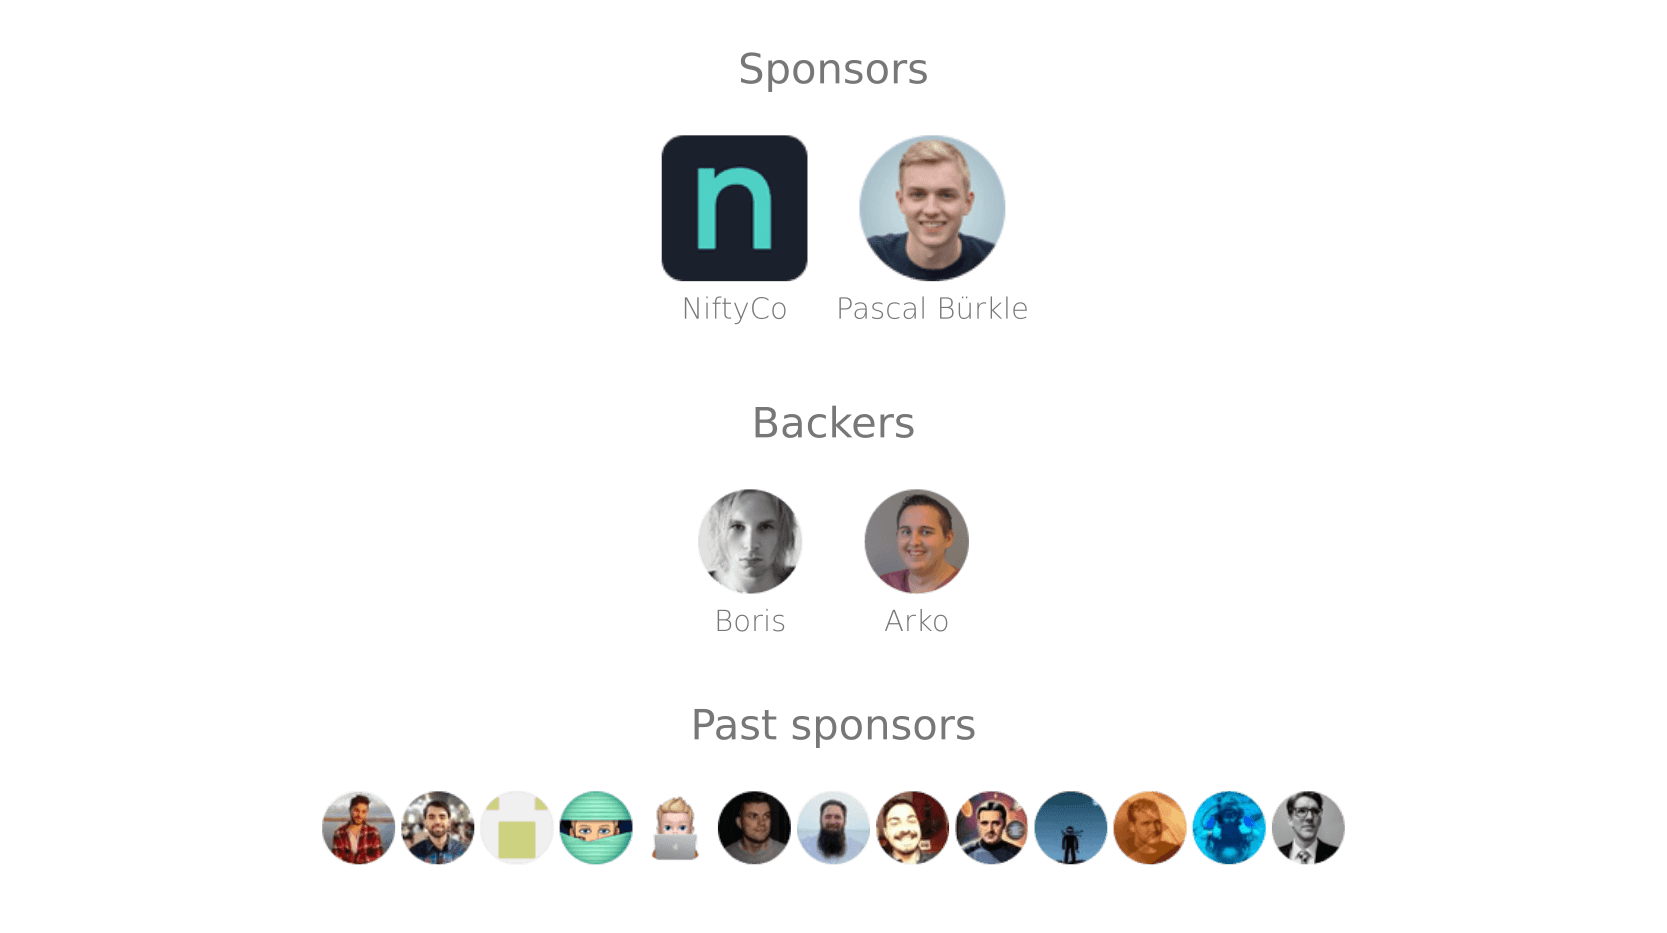 Sponsors
n
NiftyCo Pascal Bürkle
Backers
Boris Arko
Past sponsors